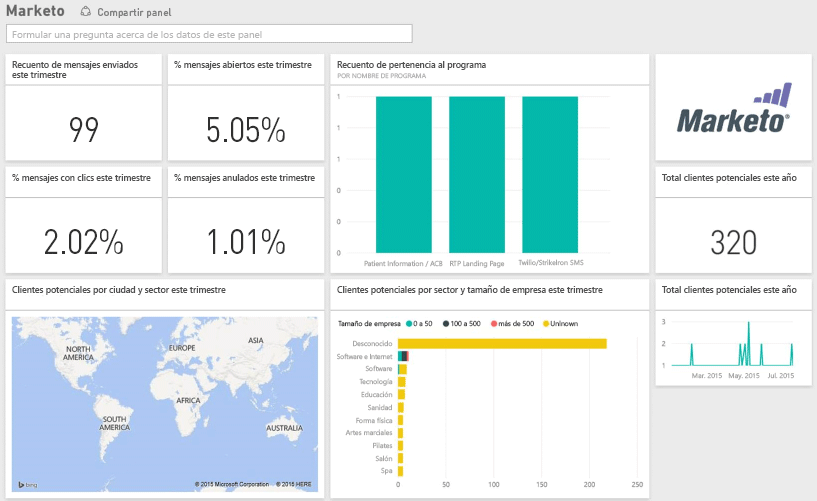 Marketo
Compartir panel
Formular una pregunta acerca de los datos de este panel
Recuento de mensajes enviados
este trimestre
99
% mensajes abiertos este trimestre
5.05%
Recuento de pertenencia al programa
POR NOMBRE DE PROGRAMA
1
1
1
0
0
0
Patient Information / ACB
RTP Landing Page
Twilio/StrikeIron SMS
Marketo®
% mensajes con clics este trimestre
2.02%
% mensajes anulados este trimestre
1.01%
Total clientes potenciales este año
320
Clientes potenciales por ciudad y sector este trimestre
NORTH
AMERICA
EUROPE
ASIA
AFRICA
SOUTH
AMERICA
AUSTRALIA
bing
© 2015 Microsoft Corporation © 2015 HERE
Clientes potenciales por sector y tamaño de empresa este trimestre
Tamaño de empresa 0 a 50 100 a 500 más de 500 Uninown
Desconocido
Software e Internet
Software
Tecnología
Educación
Sanidad
Forma física
Artes marciales
Pilates
Salón
Spa
0 50 100 150 200 250
Total clientes potenciales este año
3
2
1
Mar. 2015 May. 2015 Jul. 2015